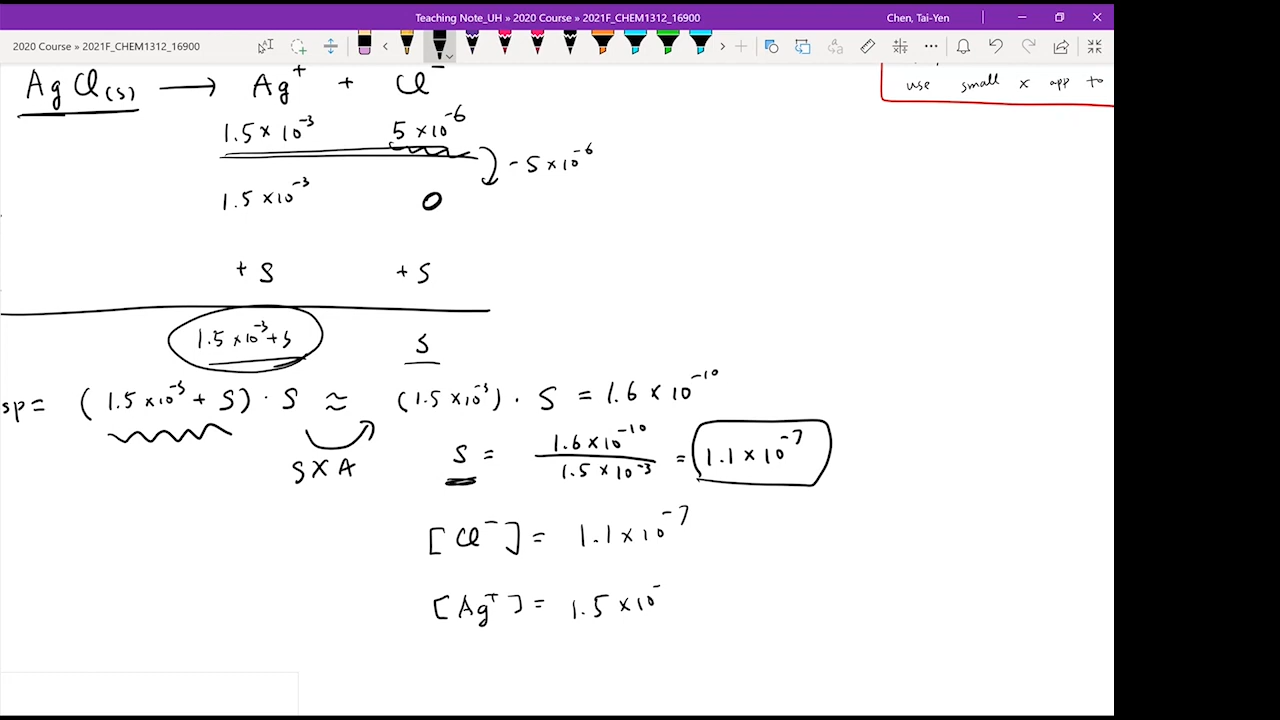 Teaching Note_UH » 2020 Course » 2021F_CHEM1312_16900
Chen, Tai-Yen
2020 Course » 2021F_CHEM1312_16900
use small x app to
AgCl(s) → Ag⁺ + Cl⁻
1.5 × 10⁻³ 5 × 10⁻⁶
- 5 × 10⁻⁶
1.5 × 10⁻³ 0
+ S + S
1.5 × 10⁻³ + S S
sp = (1.5 × 10⁻³ + S) · S ≈ (1.5 × 10⁻³) · S = 1.6 × 10⁻¹⁰
S X A
S = 1.6 × 10⁻¹⁰ / 1.5 × 10⁻³ = 1.1 × 10⁻⁷
[Cl⁻] = 1.1 × 10⁻⁷
[Ag⁺] = 1.5 × 10⁻